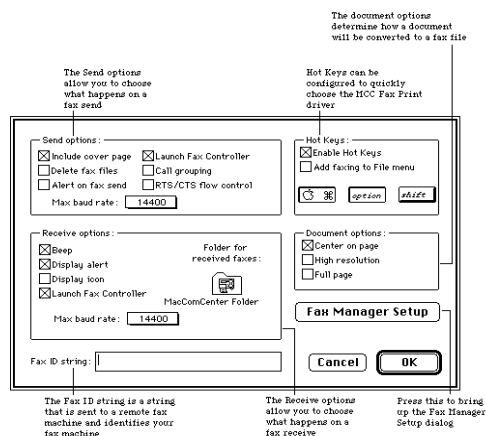 The document options
determine how a document
will be converted to a fax file
The Send options
allow you to choose
what happens on a
fax send
Hot Keys can be
configured to quickly
choose the MCC Fax Print
driver
Send options:
Include cover page
Launch Fax Controller
Delete fax files
Call grouping
Alert on fax send
RTS/CTS flow control
Max baud rate: 14400
Hot Keys:
Enable Hot Keys
Add faxing to File menu
⌘
option
shift
Receive options:
Beep
Display alert
Display icon
Launch Fax Controller
Folder for
received faxes:
MacComCenter Folder
Max baud rate: 14400
Document options:
Center on page
High resolution
Full page
Fax Manager Setup
Fax ID string:
Cancel
OK
The Fax ID string is a string
that is sent to a remote fax
machine and identifies your
fax machine
The Receive options
allow you to choose
what happens on a
fax receive
Press this to bring
up the Fax Manager
Setup dialog